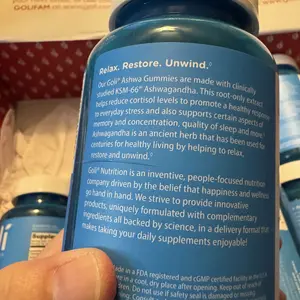 GOLIFAM
Relax. Restore. Unwind.◊
Our Goli® Ashwa Gummies are made with clinically
studied KSM-66® Ashwagandha. This root-only extract
helps reduce cortisol levels to promote a healthy response
to everyday stress and also supports certain aspects of
memory and concentration, quality of sleep and more.◊
Ashwagandha is an ancient herb that has been used for
centuries for healthy living by helping to relax,
restore and unwind.◊
Goli® Nutrition is an inventive, people-focused nutrition
company driven by the belief that happiness and wellness
go hand in hand. We strive to provide innovative
products, uniquely formulated with complementary
ingredients all backed by science, in a delivery format that
makes taking your daily supplements enjoyable!
Made in a FDA registered and cGMP certified facility in the U.S.A.
Store in a cool, dry place after opening. Keep out of reach of
children. Do not use if safety seal is damaged or missing.